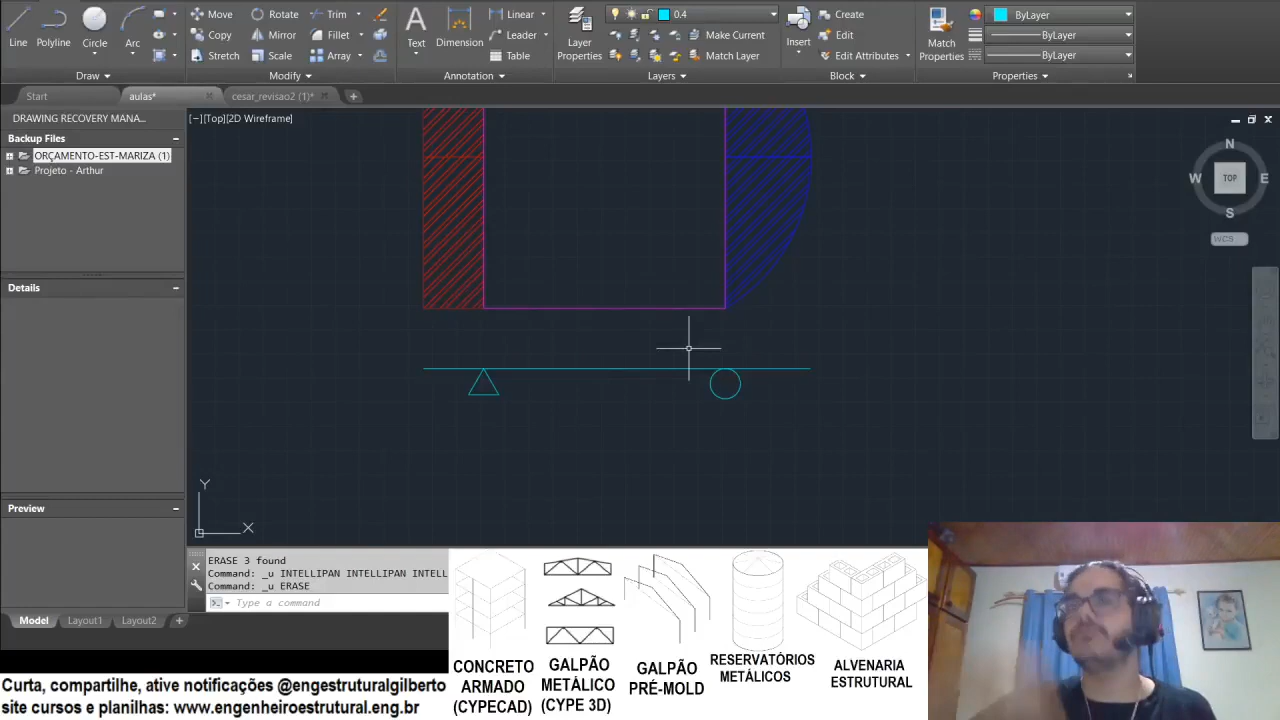 Line
Polyline
Circle
Arc
Move
Rotate
Trim
Copy
Mirror
Fillet
Stretch
Scale
Array
Text
Dimension
Linear
Leader
Table
Layer
Properties
0.4
Make Current
Match Layer
Insert
Create
Edit
Edit Attributes
Match
Properties
ByLayer
ByLayer
ByLayer
Draw
Modify
Annotation
Layers
Block
Properties
Start
aulas*
cesar_revisao2 (1)*
DRAWING RECOVERY MANA...
[−][Top][2D Wireframe]
Backup Files
ORÇAMENTO-EST-MARIZA (1)
Projeto - Arthur
N
W
TOP
E
S
WCS
Details
Preview
Y
X
ERASE 3 found
Command: _u INTELLIPAN INTELLIPAN INTELL
Command: _u ERASE
Type a command
Model
Layout1
Layout2
CONCRETO
ARMADO
(CYPECAD)
GALPÃO
METÁLICO
(CYPE 3D)
GALPÃO
PRÉ-MOLD
RESERVATÓRIOS
METÁLICOS
ALVENARIA
ESTRUTURAL
Curta, compartilhe, ative notificações @engestruturalgilberto
site cursos e planilhas: www.engenheiroestrutural.eng.br